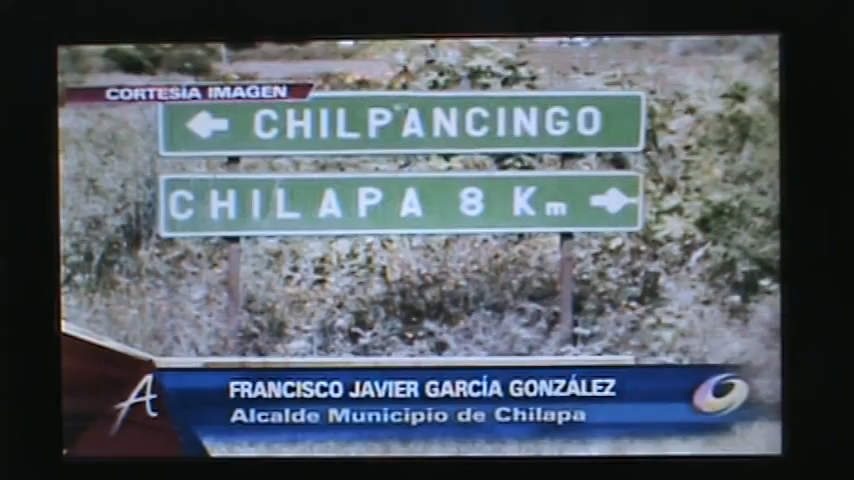 CORTESÍA IMAGEN
CHILPANCINGO
CHILAPA 8 Km
A
FRANCISCO JAVIER GARCÍA GONZÁLEZ
Alcalde Municipio de Chilapa